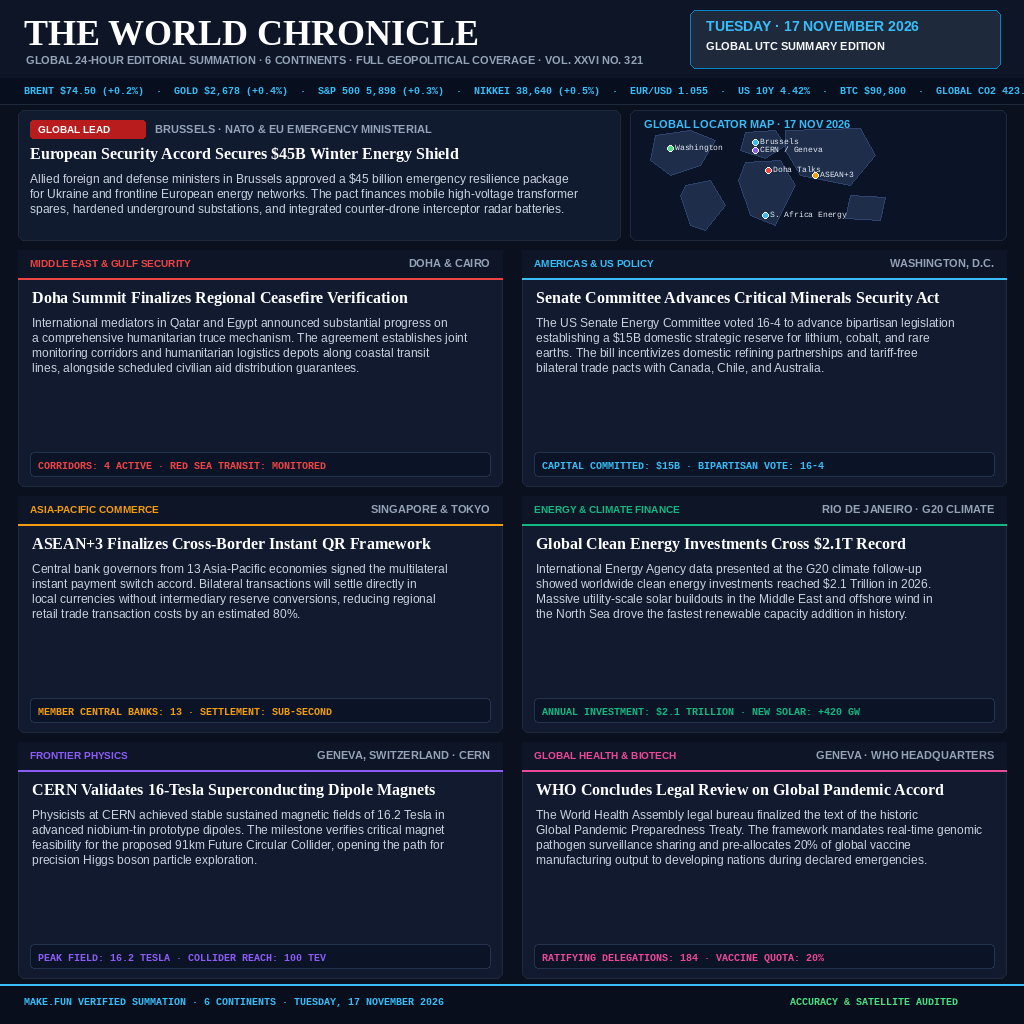 THE WORLD CHRONICLE
GLOBAL 24-HOUR EDITORIAL SUMMATION · 6 CONTINENTS · FULL GEOPOLITICAL COVERAGE · VOL. XXVI NO. 321
TUESDAY · 17 NOVEMBER 2026
GLOBAL UTC SUMMARY EDITION
BRENT $74.50 (+0.2%) · GOLD $2,678 (+0.4%) · S&P 500 5,898 (+0.3%) · NIKKEI 38,640 (+0.5%) · EUR/USD 1.055 · US 10Y 4.42% · BTC $90,800 · GLOBAL CO2 423.
GLOBAL LEAD
BRUSSELS · NATO & EU EMERGENCY MINISTERIAL
European Security Accord Secures $45B Winter Energy Shield
Allied foreign and defense ministers in Brussels approved a $45 billion emergency resilience package
for Ukraine and frontline European energy networks. The pact finances mobile high-voltage transformer
spares, hardened underground substations, and integrated counter-drone interceptor radar batteries.
GLOBAL LOCATOR MAP · 17 NOV 2026
Washington
Brussels
CERN / Geneva
Doha Talks
ASEAN+3
S. Africa Energy
MIDDLE EAST & GULF SECURITY
DOHA & CAIRO
Doha Summit Finalizes Regional Ceasefire Verification
International mediators in Qatar and Egypt announced substantial progress on
a comprehensive humanitarian truce mechanism. The agreement establishes joint
monitoring corridors and humanitarian logistics depots along coastal transit
lines, alongside scheduled civilian aid distribution guarantees.
CORRIDORS: 4 ACTIVE · RED SEA TRANSIT: MONITORED
AMERICAS & US POLICY
WASHINGTON, D.C.
Senate Committee Advances Critical Minerals Security Act
The US Senate Energy Committee voted 16-4 to advance bipartisan legislation
establishing a $15B domestic strategic reserve for lithium, cobalt, and rare
earths. The bill incentivizes domestic refining partnerships and tariff-free
bilateral trade pacts with Canada, Chile, and Australia.
CAPITAL COMMITTED: $15B · BIPARTISAN VOTE: 16-4
ASIA-PACIFIC COMMERCE
SINGAPORE & TOKYO
ASEAN+3 Finalizes Cross-Border Instant QR Framework
Central bank governors from 13 Asia-Pacific economies signed the multilateral
instant payment switch accord. Bilateral transactions will settle directly in
local currencies without intermediary reserve conversions, reducing regional
retail trade transaction costs by an estimated 80%.
MEMBER CENTRAL BANKS: 13 · SETTLEMENT: SUB-SECOND
ENERGY & CLIMATE FINANCE
RIO DE JANEIRO · G20 CLIMATE
Global Clean Energy Investments Cross $2.1T Record
International Energy Agency data presented at the G20 climate follow-up
showed worldwide clean energy investments reached $2.1 Trillion in 2026.
Massive utility-scale solar buildouts in the Middle East and offshore wind in
the North Sea drove the fastest renewable capacity addition in history.
ANNUAL INVESTMENT: $2.1 TRILLION · NEW SOLAR: +420 GW
FRONTIER PHYSICS
GENEVA, SWITZERLAND · CERN
CERN Validates 16-Tesla Superconducting Dipole Magnets
Physicists at CERN achieved stable sustained magnetic fields of 16.2 Tesla in
advanced niobium-tin prototype dipoles. The milestone verifies critical magnet
feasibility for the proposed 91km Future Circular Collider, opening the path for
precision Higgs boson particle exploration.
PEAK FIELD: 16.2 TESLA · COLLIDER REACH: 100 TEV
GLOBAL HEALTH & BIOTECH
GENEVA · WHO HEADQUARTERS
WHO Concludes Legal Review on Global Pandemic Accord
The World Health Assembly legal bureau finalized the text of the historic
Global Pandemic Preparedness Treaty. The framework mandates real-time genomic
pathogen surveillance sharing and pre-allocates 20% of global vaccine
manufacturing output to developing nations during declared emergencies.
RATIFYING DELEGATIONS: 184 · VACCINE QUOTA: 20%
MAKE.FUN VERIFIED SUMMATION · 6 CONTINENTS · TUESDAY, 17 NOVEMBER 2026
ACCURACY & SATELLITE AUDITED